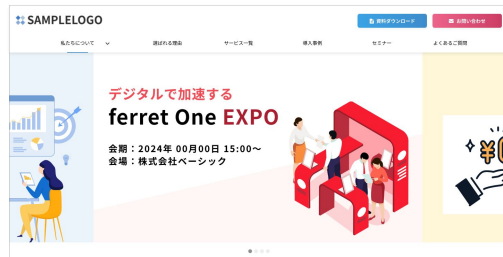 SAMPLELOGO
資料ダウンロード
お問い合わせ
私たちについて
選ばれる理由
サービス一覧
導入事例
セミナー
よくあるご質問
デジタルで加速する
ferret One EXPO
会期：2024年 00月00日 15:00〜
会場：株式会社ベーシック
¥